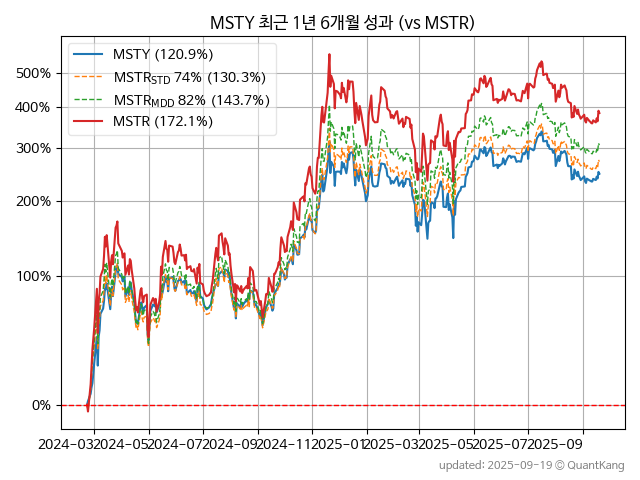 MSTY 최근 1년 6개월 성과 (vs MSTR)
MSTY (120.9%)
MSTR_STD 74% (130.3%)
MSTR_MDD 82% (143.7%)
MSTR (172.1%)
500%
400%
300%
200%
100%
0%
2024-03 2024-05 2024-07 2024-09 2024-11 2025-01 2025-03 2025-05 2025-07 2025-09
updated: 2025-09-19 © QuantKang